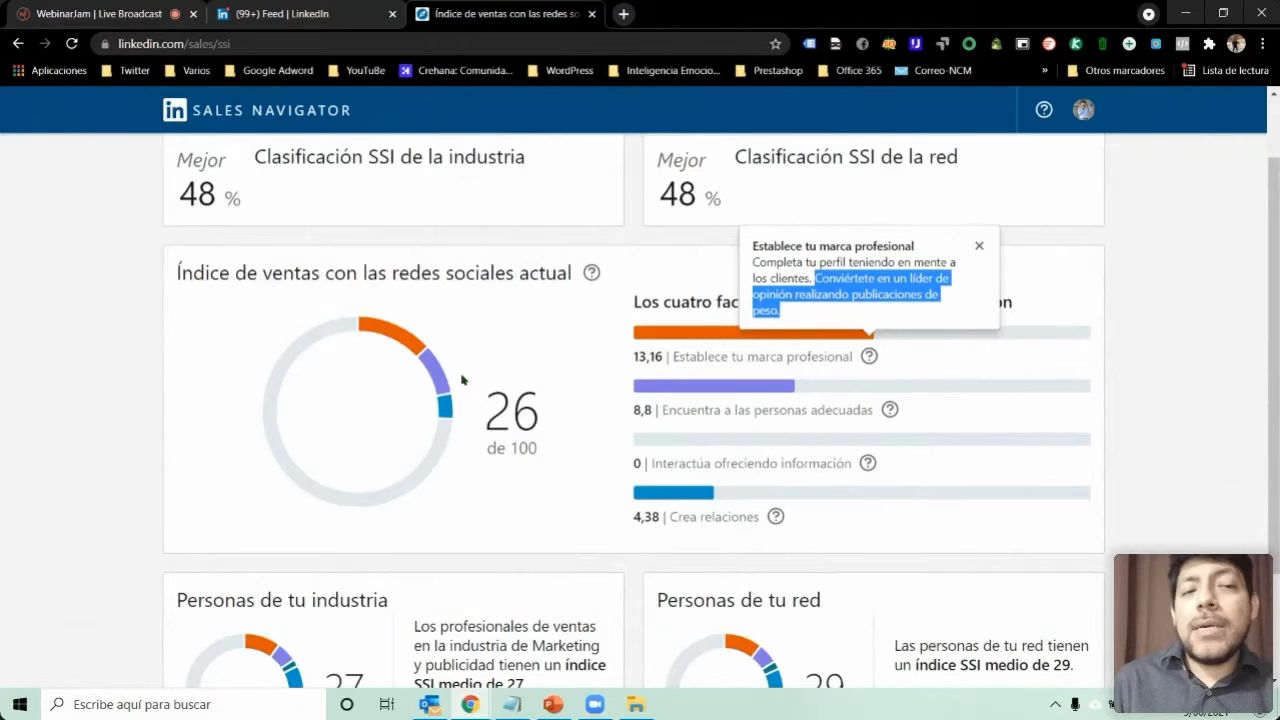 WebinarJam | Live Broadcast
(99+) Feed | LinkedIn
Índice de ventas con las redes so
linkedin.com/sales/ssi
Aplicaciones
Twitter
Varios
Google Adword
YouTube
Crehana: Comunida...
WordPress
Inteligencia Emocio...
Prestashop
Office 365
Correo-NCM
»
Otros marcadores
Lista de lectura
in SALES NAVIGATOR
Mejor
48 %
Clasificación SSI de la industria
Mejor
48 %
Clasificación SSI de la red
Índice de ventas con las redes sociales actual
26
de 100
Establece tu marca profesional
Completa tu perfil teniendo en mente a
los clientes. Conviértete en un líder de
opinión realizando publicaciones de
peso.
Los cuatro fac
ón
13,16 | Establece tu marca profesional
8,8 | Encuentra a las personas adecuadas
0 | Interactúa ofreciendo información
4,38 | Crea relaciones
Personas de tu industria
27
Los profesionales de ventas
en la industria de Marketing
y publicidad tienen un índice
SSI medio de 27
Personas de tu red
29
Las personas de tu red tienen
un índice SSI medio de 29.
Escribe aquí para buscar